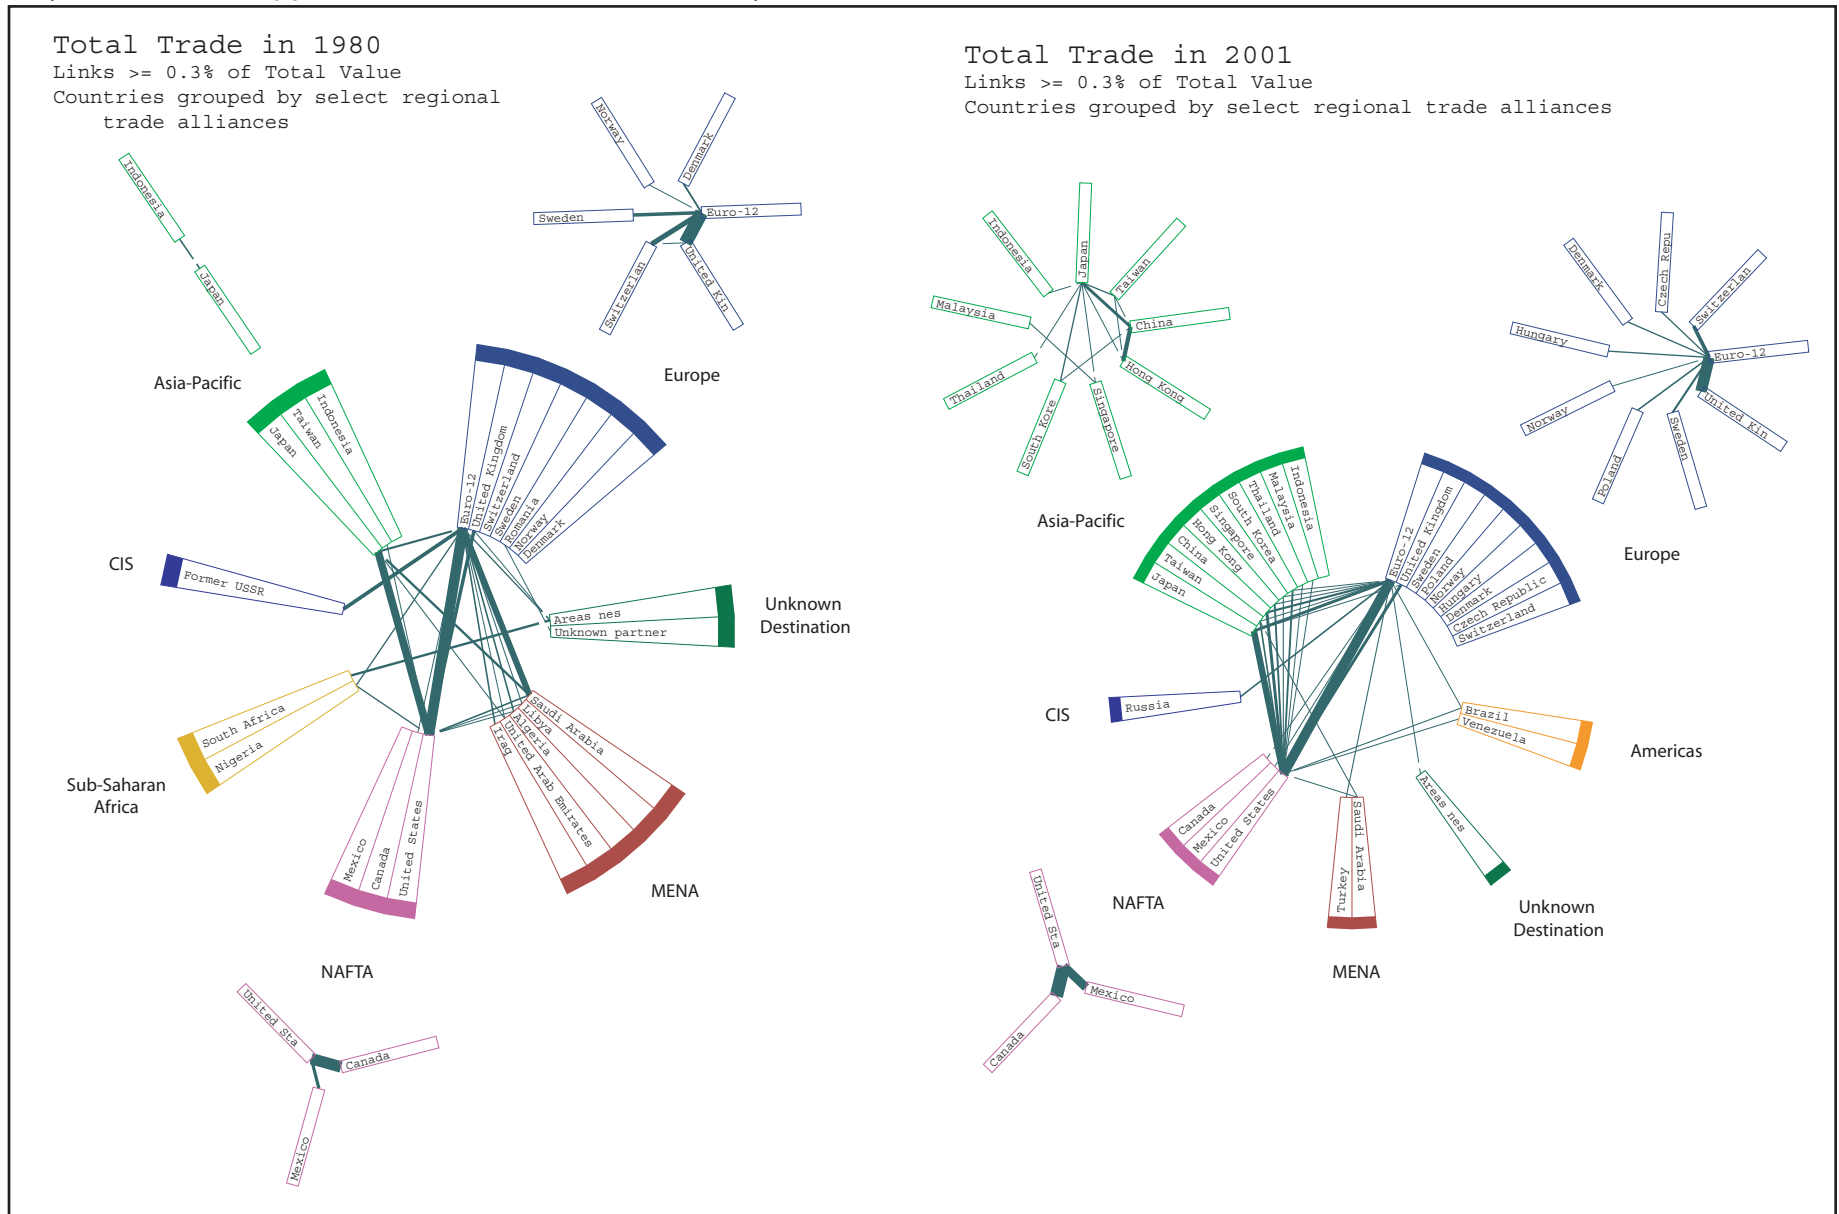 Total Trade in 1980
Links >= 0.3% of Total Value
Countries grouped by select regional
trade alliances
Norway
Denmark
Euro-12
Sweden
Switzerlan
United Kin
Europe
Indonesia
Japan
Asia-Pacific
Japan
Taiwan
Indonesia
Euro-12
United Kingdom
Switzerland
Sweden
Romania
Norway
Denmark
CIS
Former USSR
Areas nes
Unknown partner
Unknown
Destination
South Africa
Nigeria
Sub-Saharan
Africa
Saudi Arabia
Libya
Algeria
United Arab Emirates
Iraq
MENA
Mexico
Canada
United States
NAFTA
United Sta
Canada
Mexico
Total Trade in 2001
Links >= 0.3% of Total Value
Countries grouped by select regional trade alliances
Japan
Indonesia
Taiwan
Malaysia
China
Thailand
Hong Kong
South Kore
Singapore
Asia-Pacific
Denmark
Czech Repu
Switzerlan
Hungary
Euro-12
Norway
United Kin
Poland
Sweden
Europe
Japan
Taiwan
China
Hong Kong
Singapore
South Korea
Thailand
Malaysia
Indonesia
Euro-12
United Kingdom
Sweden
Poland
Norway
Hungary
Denmark
Czech Republic
Switzerland
CIS
Russia
Brazil
Venezuela
Americas
Areas nes
Unknown
Destination
Canada
Mexico
United States
NAFTA
Turkey
Saudi Arabia
MENA
United Sta
Mexico
Canada